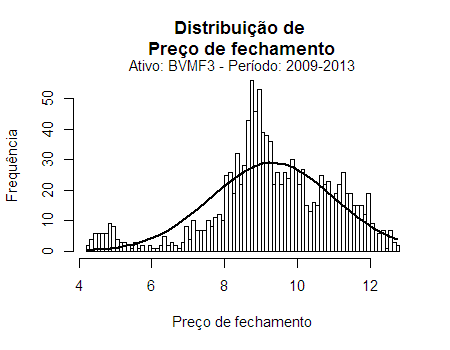 Distribuição de
Preço de fechamento
Ativo: BVMF3 - Período: 2009-2013
Frequência
50
40
30
20
10
0
4 6 8 10 12
Preço de fechamento